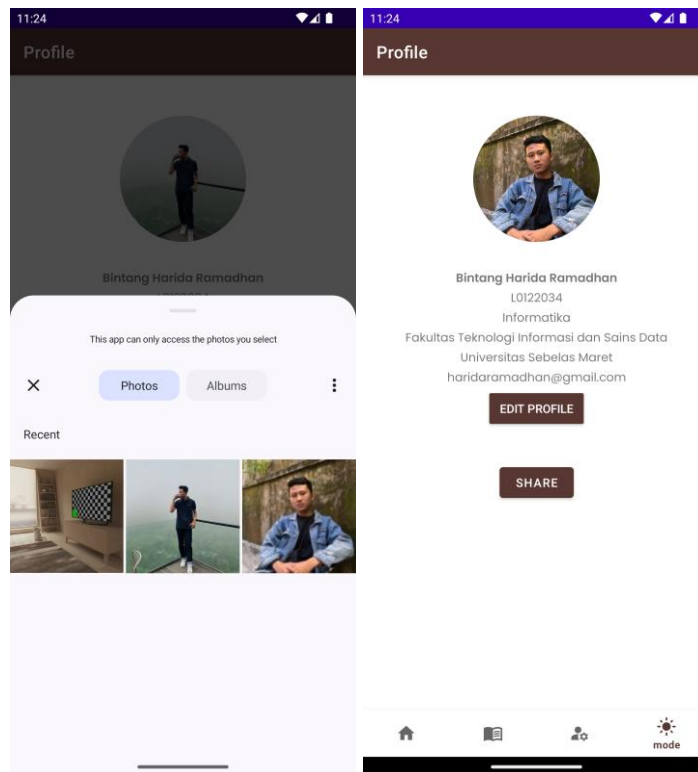 11:24
Profile
Bintang Harida Ramadhan
This app can only access the photos you select
Photos
Albums
Recent
11:24
Profile
Bintang Harida Ramadhan
L0122034
Informatika
Fakultas Teknologi Informasi dan Sains Data
Universitas Sebelas Maret
haridaramadhan@gmail.com
EDIT PROFILE
SHARE
mode